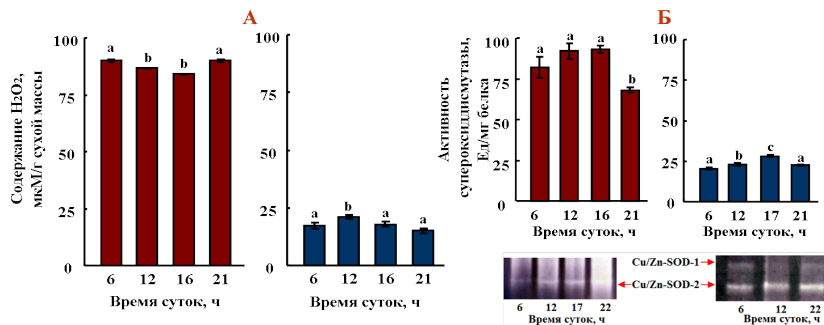 А
Содержание H2O2,
мкМ/г сухой массы
100
75
50
25
0
a
b
b
a
6 12 16 21
Время суток, ч
100
75
50
25
0
a
b
a
a
6 12 16 21
Время суток, ч
Б
Активность
супероксиддисмутазы,
Ед/мг белка
100
75
50
25
0
a
a
a
b
6 12 16 21
Время суток, ч
100
75
50
25
0
a
b
c
a
6 12 17 21
Время суток, ч
Cu/Zn-SOD-1
Cu/Zn-SOD-2
6 12 17 22
Время суток, ч
6 12 22
Время суток, ч